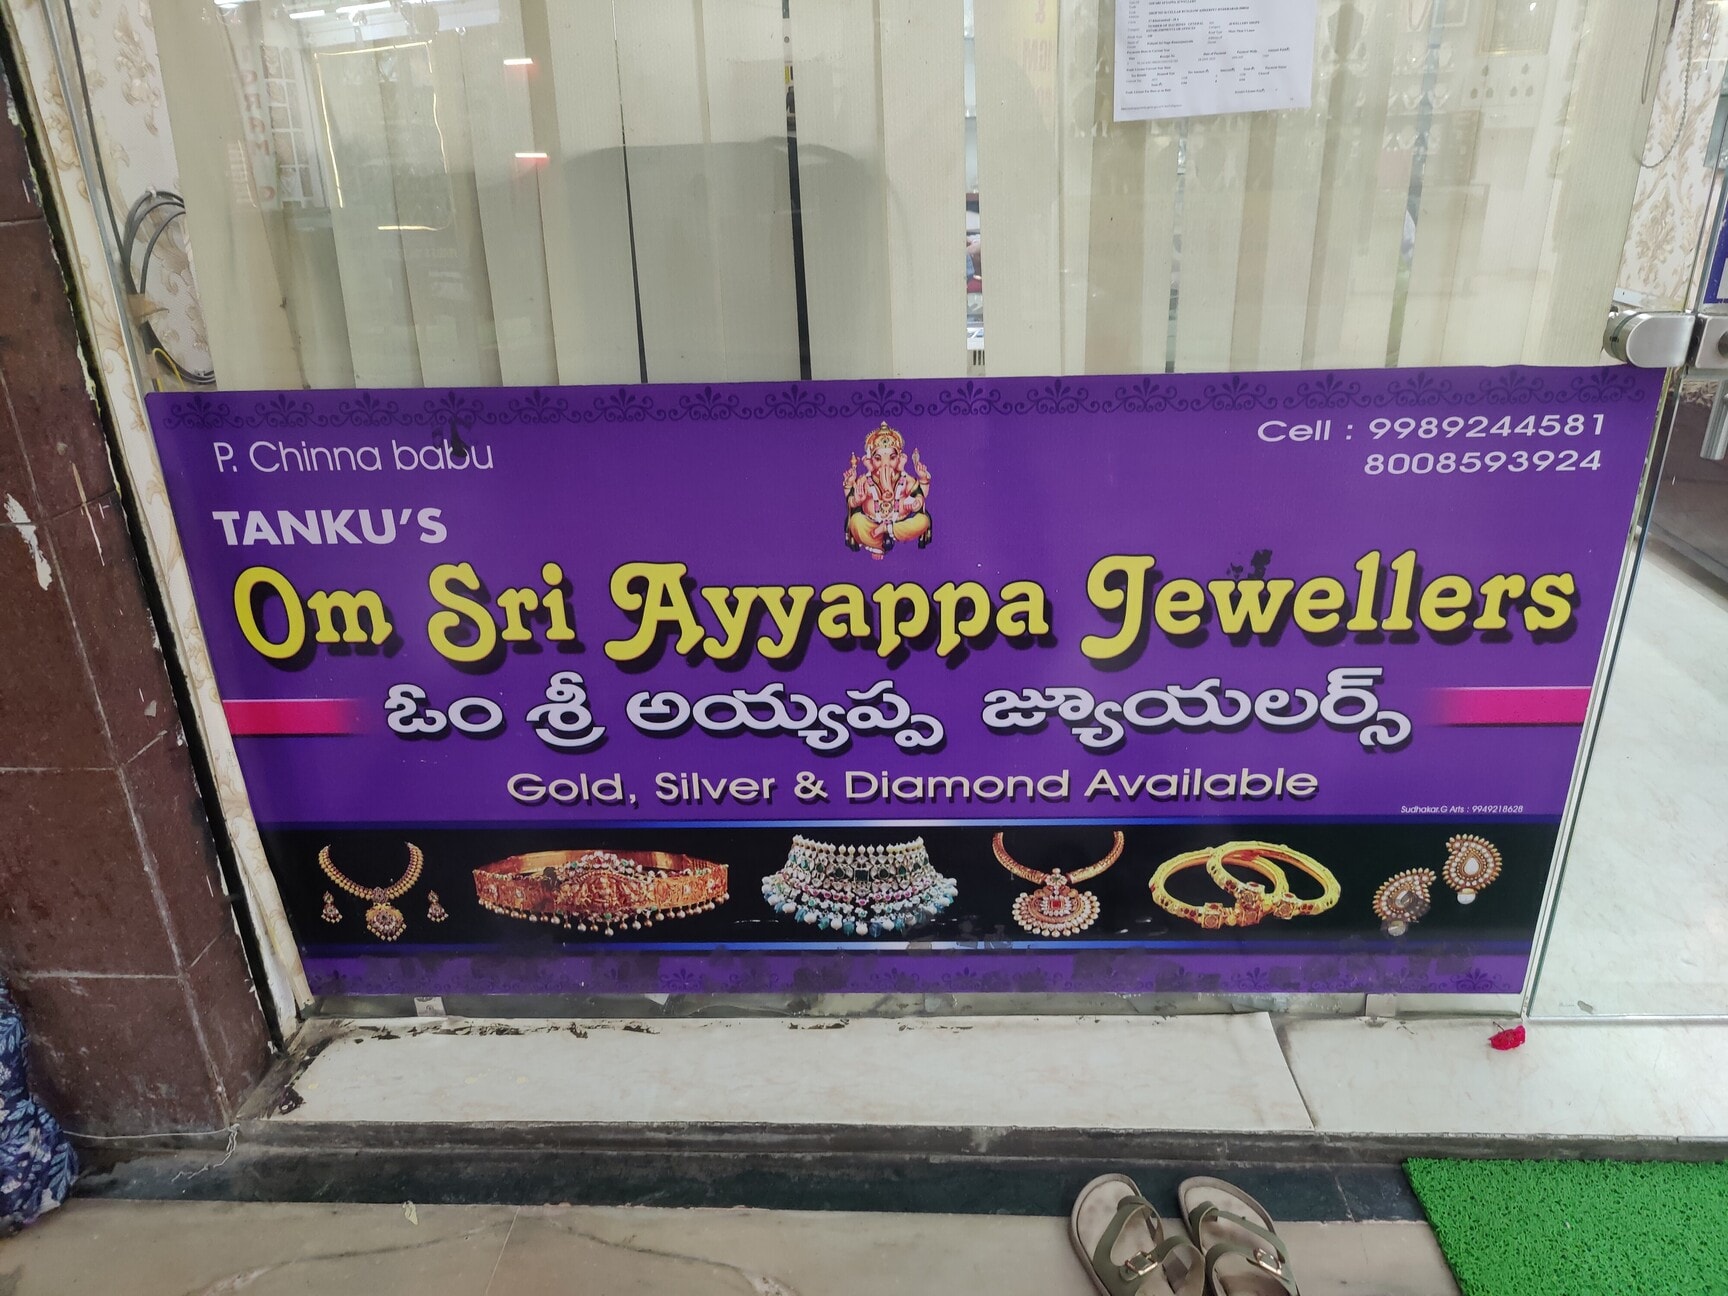 P. Chinna babu
Cell : 9989244581
8008593924
TANKU'S
Om Sri Ayyappa Jewellers
ఓం శ్రీ అయ్యప్ప జ్యూయలర్స్
Gold, Silver & Diamond Available
Sudhakar.G Arts : 9949218628